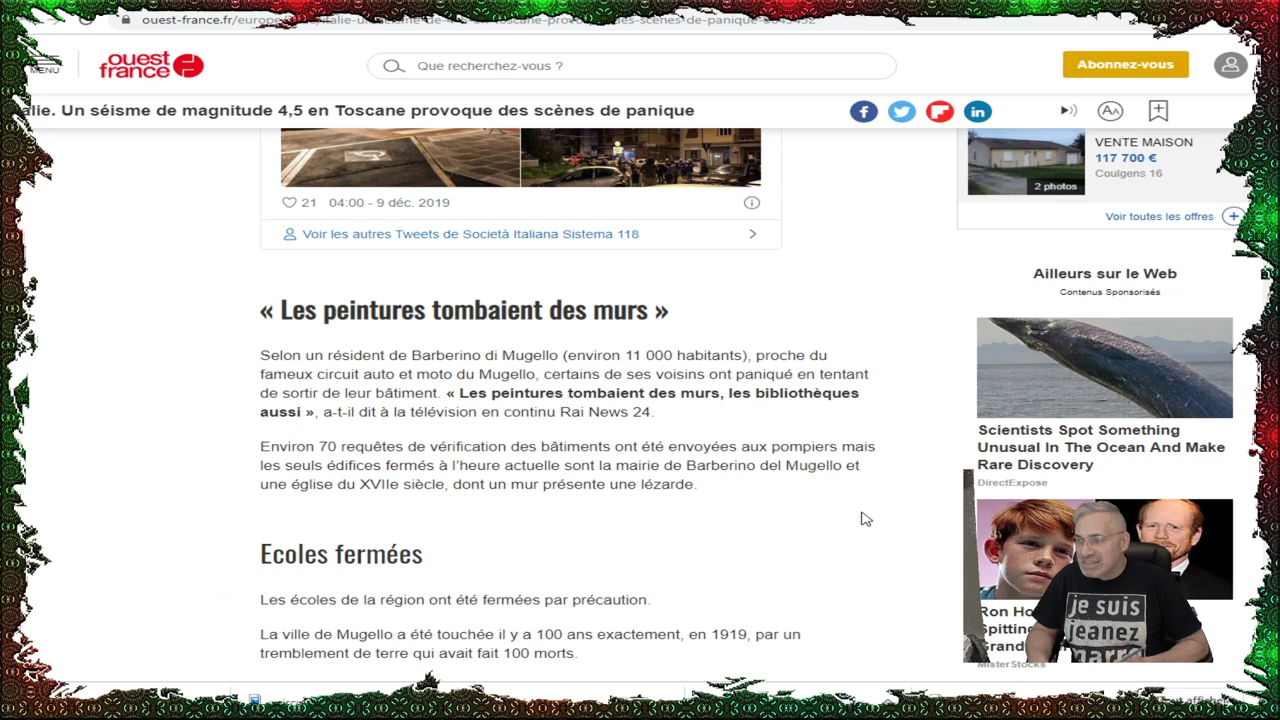 ouest-france.fr/europe
MENU
ouest
france
Que recherchez-vous ?
Abonnez-vous
alie. Un séisme de magnitude 4,5 en Toscane provoque des scènes de panique
21 04:00 - 9 déc. 2019
Voir les autres Tweets de Società Italiana Sistema 118
« Les peintures tombaient des murs »
Selon un résident de Barberino di Mugello (environ 11 000 habitants), proche du
fameux circuit auto et moto du Mugello, certains de ses voisins ont paniqué en tentant
de sortir de leur bâtiment. « Les peintures tombaient des murs, les bibliothèques
aussi », a-t-il dit à la télévision en continu Rai News 24.
Environ 70 requêtes de vérification des bâtiments ont été envoyées aux pompiers mais
les seuls édifices fermés à l’heure actuelle sont la mairie de Barberino del Mugello et
une église du XVIIe siècle, dont un mur présente une lézarde.
Ecoles fermées
Les écoles de la région ont été fermées par précaution.
La ville de Mugello a été touchée il y a 100 ans exactement, en 1919, par un
tremblement de terre qui avait fait 100 morts.
VENTE MAISON
117 700 €
Coulgens 16
2 photos
Voir toutes les offres
Ailleurs sur le Web
Contenus Sponsorisés
Scientists Spot Something
Unusual In The Ocean And Make
Rare Discovery
DirectExpose
Ron Ho
Spitting
Grand
MisterStocks
je suis
jeanez
marre